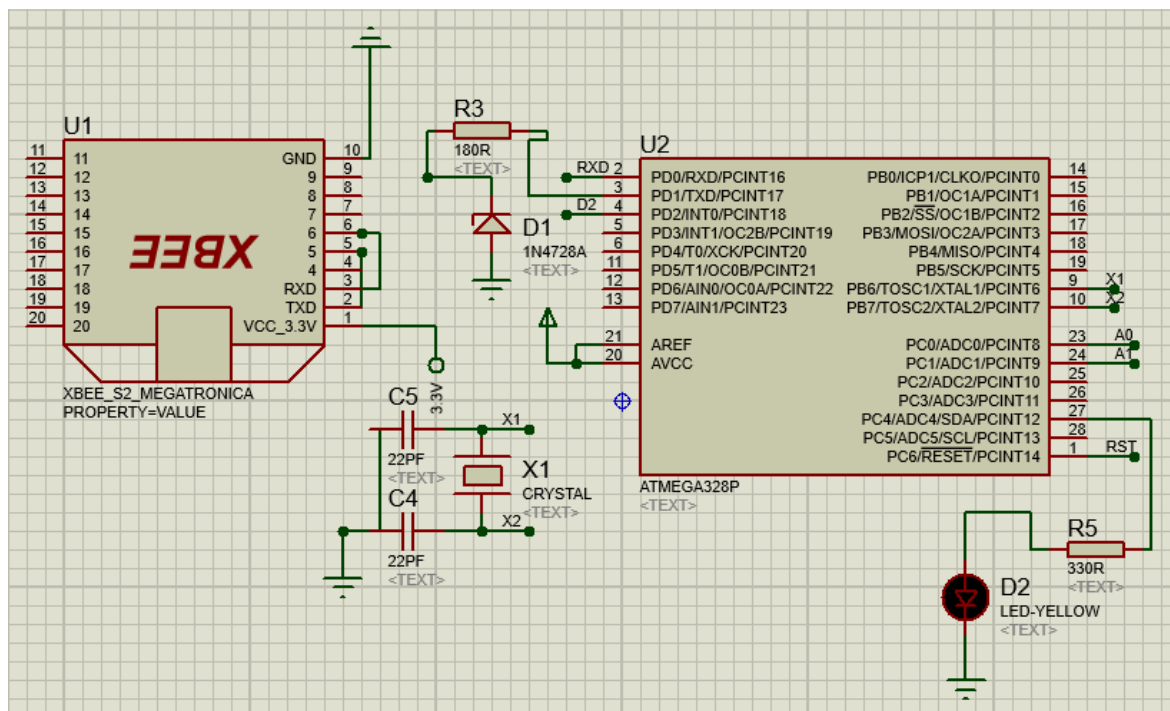 U1
11 11 GND 10
12 12 9 9
13 13 8 8
14 14 7 7
15 15 6 6
16 16 5 5
17 17 4 4
18 18 RXD 3
19 19 TXD 2
20 20 VCC_3.3V 1
XBEE
XBEE_S2_MEGATRONICA
PROPERTY=VALUE
3.3V
R3
180R
<TEXT>
D1
1N4728A
<TEXT>
C5
22PF
<TEXT>
C4
22PF
<TEXT>
X1
X1
CRYSTAL
<TEXT>
X2
U2
RXD 2 PD0/RXD/PCINT16 PB0/ICP1/CLKO/PCINT0 14
3 PD1/TXD/PCINT17 PB1/OC1A/PCINT1 15
D2 4 PD2/INT0/PCINT18 PB2/SS/OC1B/PCINT2 16
5 PD3/INT1/OC2B/PCINT19 PB3/MOSI/OC2A/PCINT3 17
6 PD4/T0/XCK/PCINT20 PB4/MISO/PCINT4 18
11 PD5/T1/OC0B/PCINT21 PB5/SCK/PCINT5 19
12 PD6/AIN0/OC0A/PCINT22 PB6/TOSC1/XTAL1/PCINT6 9 X1
13 PD7/AIN1/PCINT23 PB7/TOSC2/XTAL2/PCINT7 10 X2
21 AREF PC0/ADC0/PCINT8 23 A0
20 AVCC PC1/ADC1/PCINT9 24 A1
PC2/ADC2/PCINT10 25
PC3/ADC3/PCINT11 26
PC4/ADC4/SDA/PCINT12 27
PC5/ADC5/SCL/PCINT13 28
PC6/RESET/PCINT14 1 RST
ATMEGA328P
<TEXT>
R5
330R
<TEXT>
D2
LED-YELLOW
<TEXT>